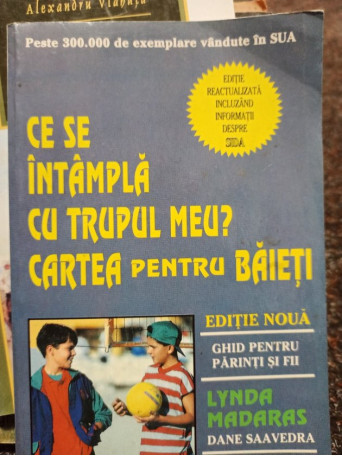 Alexandru Vlahuță
Peste 300.000 de exemplare vândute în SUA
EDIȚIE
REACTUALIZATĂ
INCLUZÂND
INFORMAȚII
DESPRE
SIDA
CE SE
ÎNTÂMPLĂ
CU TRUPUL MEU?
CARTEA PENTRU BĂIEȚI
EDIȚIE NOUĂ
GHID PENTRU
PĂRINȚI ȘI FII
LYNDA
MADARAS
DANE SAAVEDRA